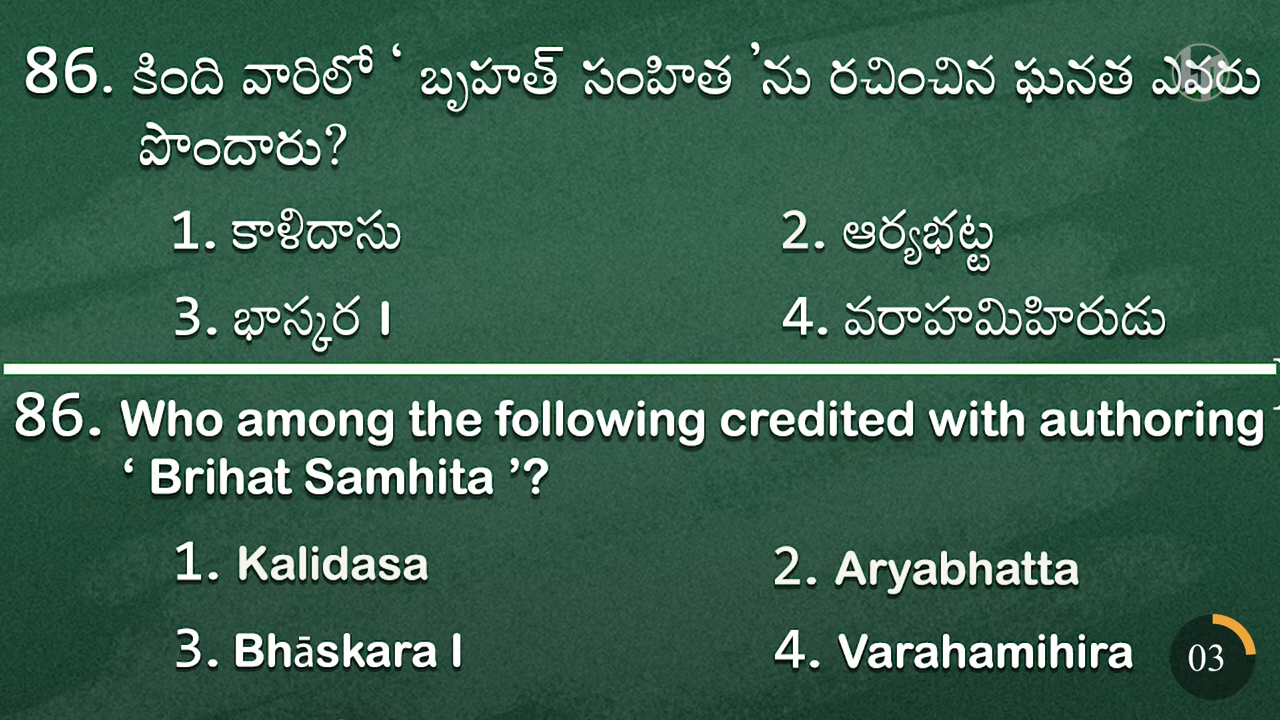 86. కింది వారిలో ‘ బృహత్ సంహిత ’ను రచించిన ఘనత ఎవరు
పొందారు?
1. కాళిదాసు 2. ఆర్యభట్ట
3. భాస్కర I 4. వరాహమిహిరుడు
86. Who among the following credited with authoring
‘ Brihat Samhita ’?
1. Kalidasa 2. Aryabhatta
3. Bhāskara I 4. Varahamihira
03